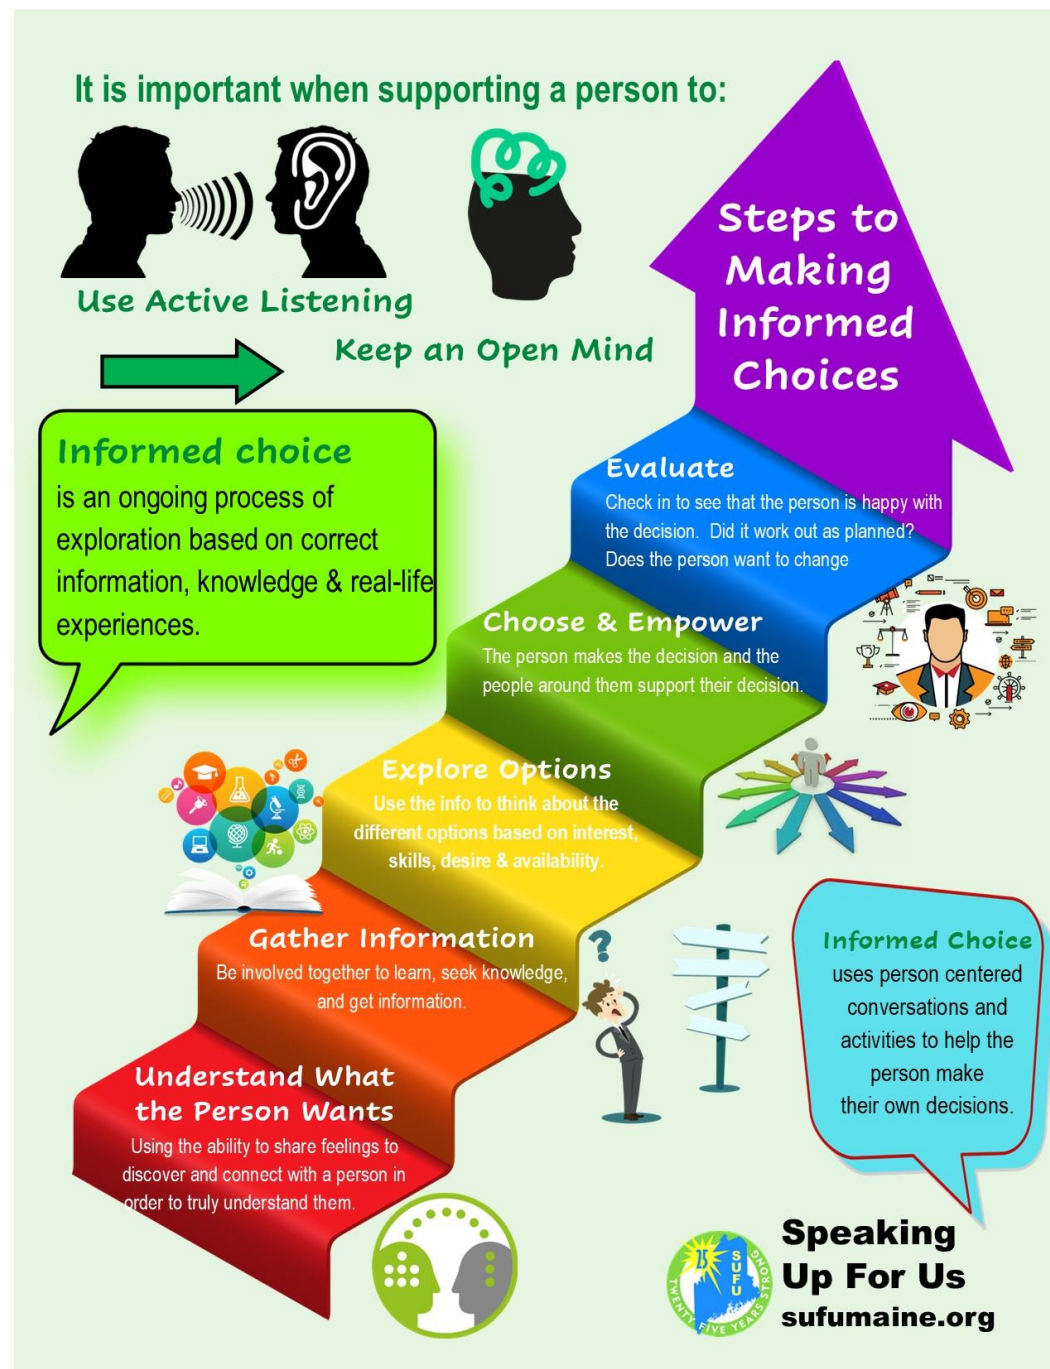 It is important when supporting a person to:
Use Active Listening
Keep an Open Mind
Steps to
Making
Informed
Choices
Informed choice
is an ongoing process of
exploration based on correct
information, knowledge & real-life
experiences.
Evaluate
Check in to see that the person is happy with
the decision.  Did it work out as planned?
Does the person want to change
Choose & Empower
The person makes the decision and the
people around them support their decision.
Explore Options
Use the info to think about the
different options based on interest,
skills, desire & availability.
Gather Information
Be involved together to learn, seek knowledge,
and get information.
Understand What
the Person Wants
Using the ability to share feelings to
discover and connect with a person in
order to truly understand them.
?
Informed Choice
uses person centered
conversations and
activities to help the
person make
their own decisions.
25
SUFU
TWENTY FIVE YEARS STRONG
Speaking
Up For Us
sufumaine.org